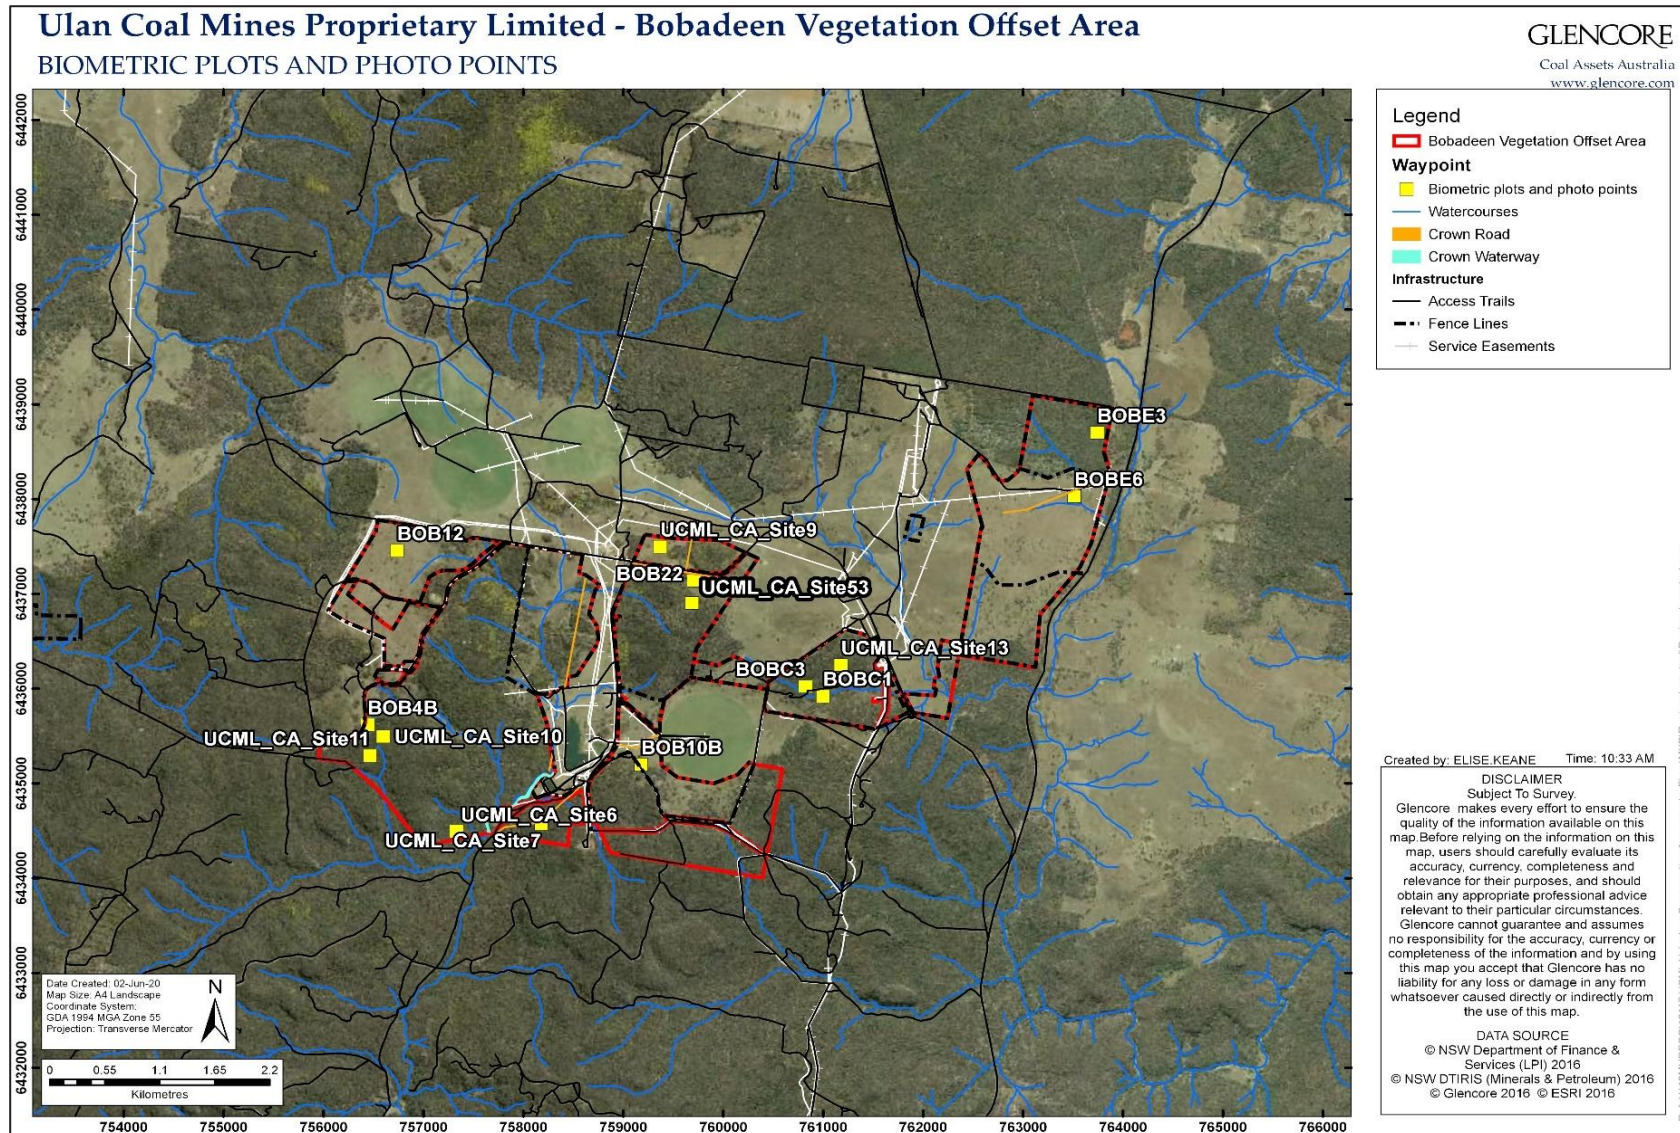 Ulan Coal Mines Proprietary Limited - Bobadeen Vegetation Offset Area
BIOMETRIC PLOTS AND PHOTO POINTS
GLENCORE
Coal Assets Australia
www.glencore.com
Legend
Bobadeen Vegetation Offset Area
Waypoint
Biometric plots and photo points
Watercourses
Crown Road
Crown Waterway
Infrastructure
Access Trails
Fence Lines
Service Easements
6442000
6441000
6440000
6439000
6438000
6437000
6436000
6435000
6434000
6433000
6432000
BOBE3
BOBE6
BOB12
UCML_CA_Site9
BOB22
UCML_CA_Site53
UCML_CA_Site13
BOBC3
BOBC1
BOB4B
UCML_CA_Site11
UCML_CA_Site10
BOB10B
UCML_CA_Site6
UCML_CA_Site7
Date Created: 02-Jun-20
Map Size: A4 Landscape
Coordinate System:
GDA 1994 MGA Zone 55
Projection: Transverse Mercator
N
0 0.55 1.1 1.65 2.2
Kilometres
754000 755000 756000 757000 758000 759000 760000 761000 762000 763000 764000 765000 766000
Created by: ELISE.KEANE Time: 10:33 AM
DISCLAIMER
Subject To Survey.
Glencore makes every effort to ensure the
quality of the information available on this
map.Before relying on the information on this
map, users should carefully evaluate its
accuracy, currency, completeness and
relevance for their purposes, and should
obtain any appropriate professional advice
relevant to their particular circumstances.
Glencore cannot guarantee and assumes
no responsibility for the accuracy, currency or
completeness of the information and by using
this map you accept that Glencore has no
liability for any loss or damage in any form
whatsoever caused directly or indirectly from
the use of this map.
DATA SOURCE
© NSW Department of Finance &
Services (LPI) 2016
© NSW DTIRIS (Minerals & Petroleum) 2016
© Glencore 2016 © ESRI 2016